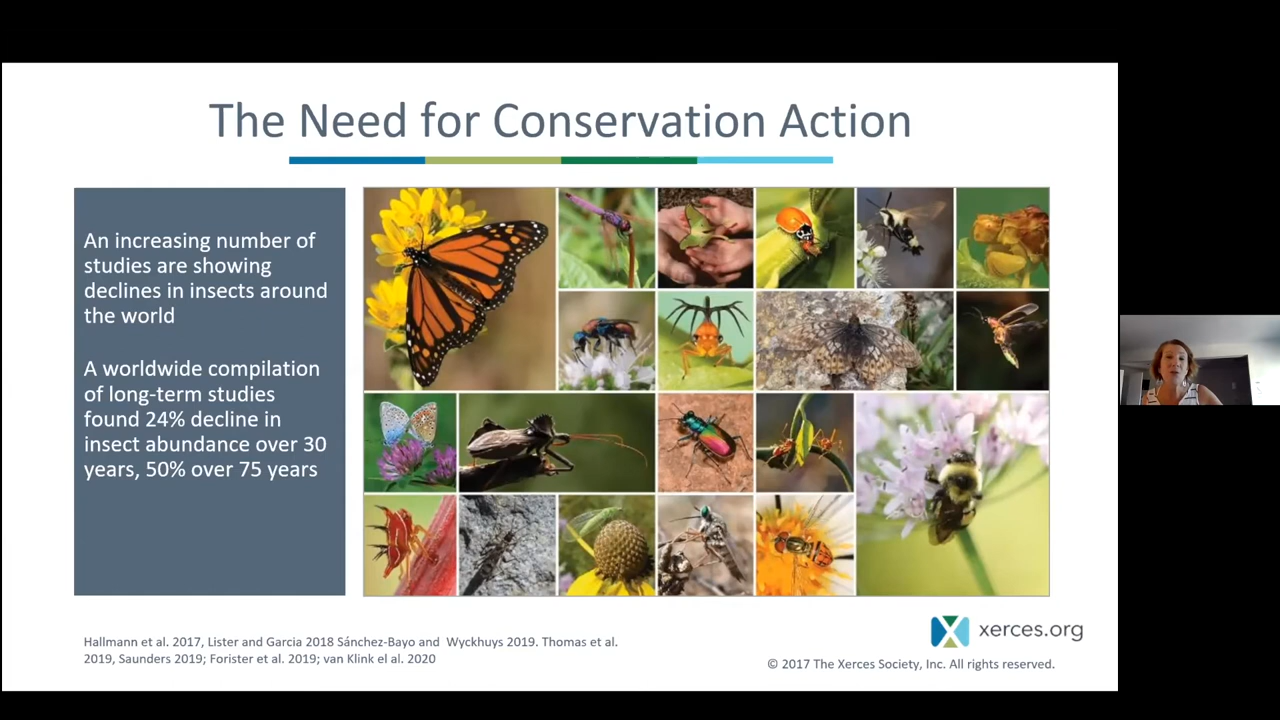 The Need for Conservation Action
An increasing number of
studies are showing
declines in insects around
the world
A worldwide compilation
of long-term studies
found 24% decline in
insect abundance over 30
years, 50% over 75 years
Hallmann et al. 2017, Lister and Garcia 2018 Sánchez-Bayo and Wyckhuys 2019. Thomas et al.
2019, Saunders 2019; Forister et al. 2019; van Klink el al. 2020
xerces.org
© 2017 The Xerces Society, Inc. All rights reserved.